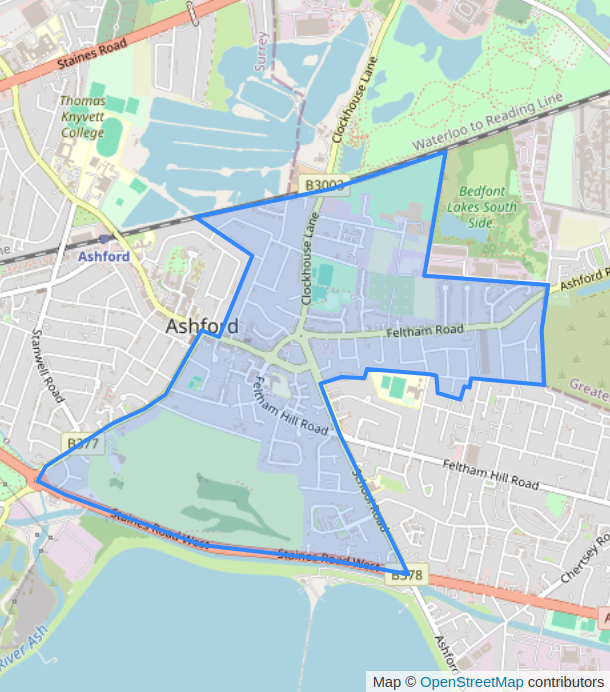 Staines Road
Surrey
Thomas
Knyvett
College
Clockhouse Lane
Waterloo to Reading Line
B3003
Bedfont
Lakes South
Side
Ashford
Clockhouse Lane
Ashford R
Ashford
Feltham Road
Stanwell Road
Feltham Hill Road
Greate
B377
Feltham Hill Road
School Road
Staines Road West
Staines Road West
B378
Chertsey Ro
A
River Ash
Ashford
Map © OpenStreetMap contributors